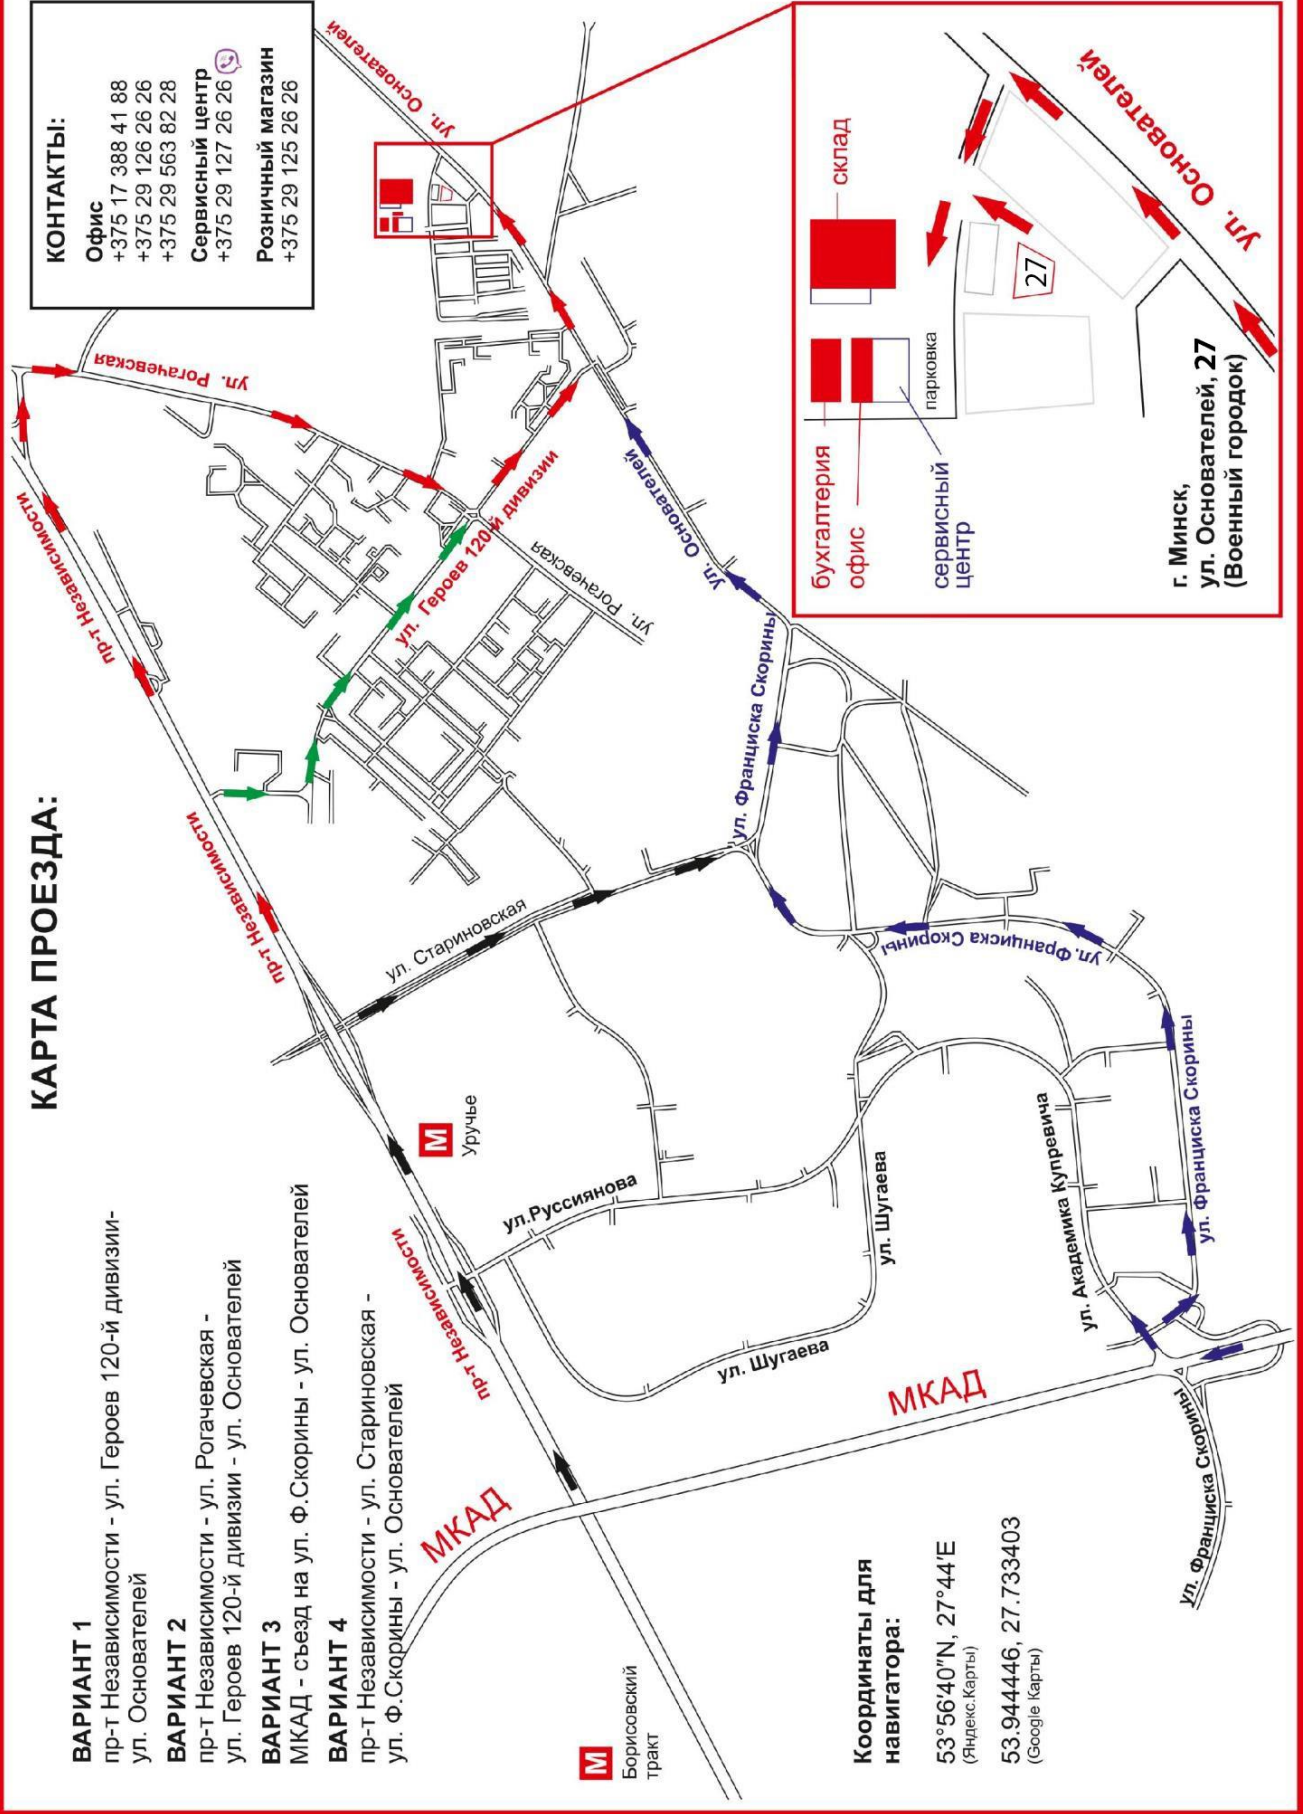 КАРТА ПРОЕЗДА:
ВАРИАНТ 1
пр-т Независимости - ул. Героев 120-й дивизии-
ул. Основателей
ВАРИАНТ 2
пр-т Независимости - ул. Рогачевская -
ул. Героев 120-й дивизии - ул. Основателей
ВАРИАНТ 3
МКАД - съезд на ул. Ф.Скорины - ул. Основателей
ВАРИАНТ 4
пр-т Независимости - ул. Стариновская -
ул. Ф.Скорины - ул. Основателей
КОНТАКТЫ:
Офис
+375 17 388 41 88
+375 29 126 26 26
+375 29 563 82 28
Сервисный центр
+375 29 127 26 26
Розничный магазин
+375 29 125 26 26
пр-т Независимости
пр-т Независимости
пр-т Независимости
пр-т Независимости
ул. Рогачевская
ул. Основателей
ул. Героев 120-й дивизии
ул. Рогачевская
ул. Стариновская
ул. Основателей
ул. Франциска Скорины
М
Уручье
ул.Руссиянова
ул. Шугаева
ул. Шугаева
ул. Франциска Скорины
ул. Академика Купревича
ул. Франциска Скорины
МКАД
МКАД
ул. Франциска Скорины
М
Борисовский
тракт
Координаты для
навигатора:
53°56'40"N, 27°44'E
(Яндекс.Карты)
53.944446, 27.733403
(Google Карты)
бухгалтерия
офис
склад
сервисный
центр
парковка
27
ул. Основателей
г. Минск,
ул. Основателей, 27
(Военный городок)